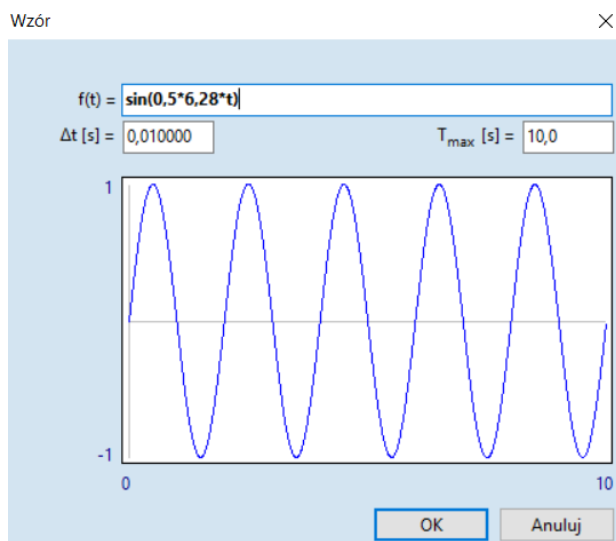 Wzór
f(t) = sin(0,5*6,28*t)
Δt [s] = 0,010000 Tmax [s] = 10,0
1
-1
0 10
OK Anuluj